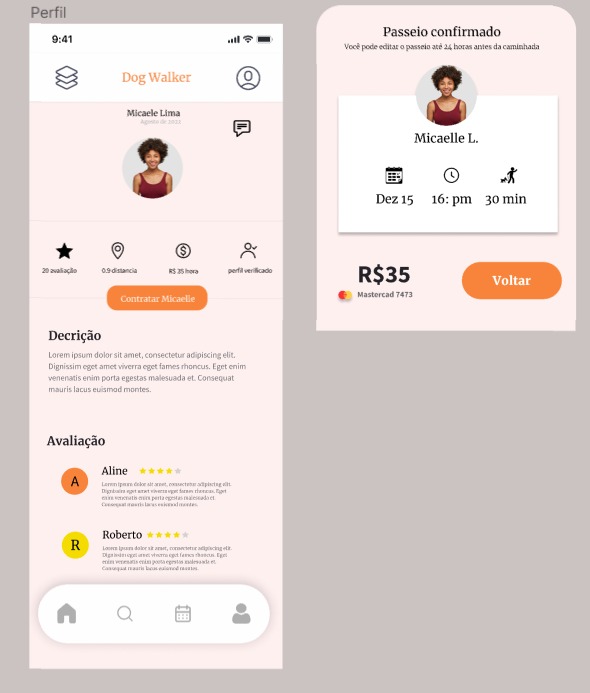 Perfil
9:41
Dog Walker
Micaele Lima
Agosto de 2022
20 avaliação
0.9 distancia
R$ 35 hora
perfil verificado
Contratar Micaelle
Decrição
Lorem ipsum dolor sit amet, consectetur adipiscing elit.
Dignissim eget amet viverra eget fames rhoncus. Eget enim
venenatis enim porta egestas malesuada et. Consequat
mauris lacus euismod montes.
Avaliação
A
Aline
Lorem ipsum dolor sit amet, consectetur adipiscing elit.
Dignissim eget amet viverra eget fames rhoncus. Eget
enim venenatis enim porta egestas malesuada et.
Consequat mauris lacus euismod montes.
R
Roberto
Lorem ipsum dolor sit amet, consectetur adipiscing elit.
Dignissim eget amet viverra eget fames rhoncus. Eget
enim venenatis enim porta egestas malesuada et.
Consequat mauris lacus euismod montes.
Passeio confirmado
Você pode editar o passeio até 24 horas antes da caminhada
Micaelle L.
Dez 15
16: pm
30 min
R$35
Mastercad 7473
Voltar